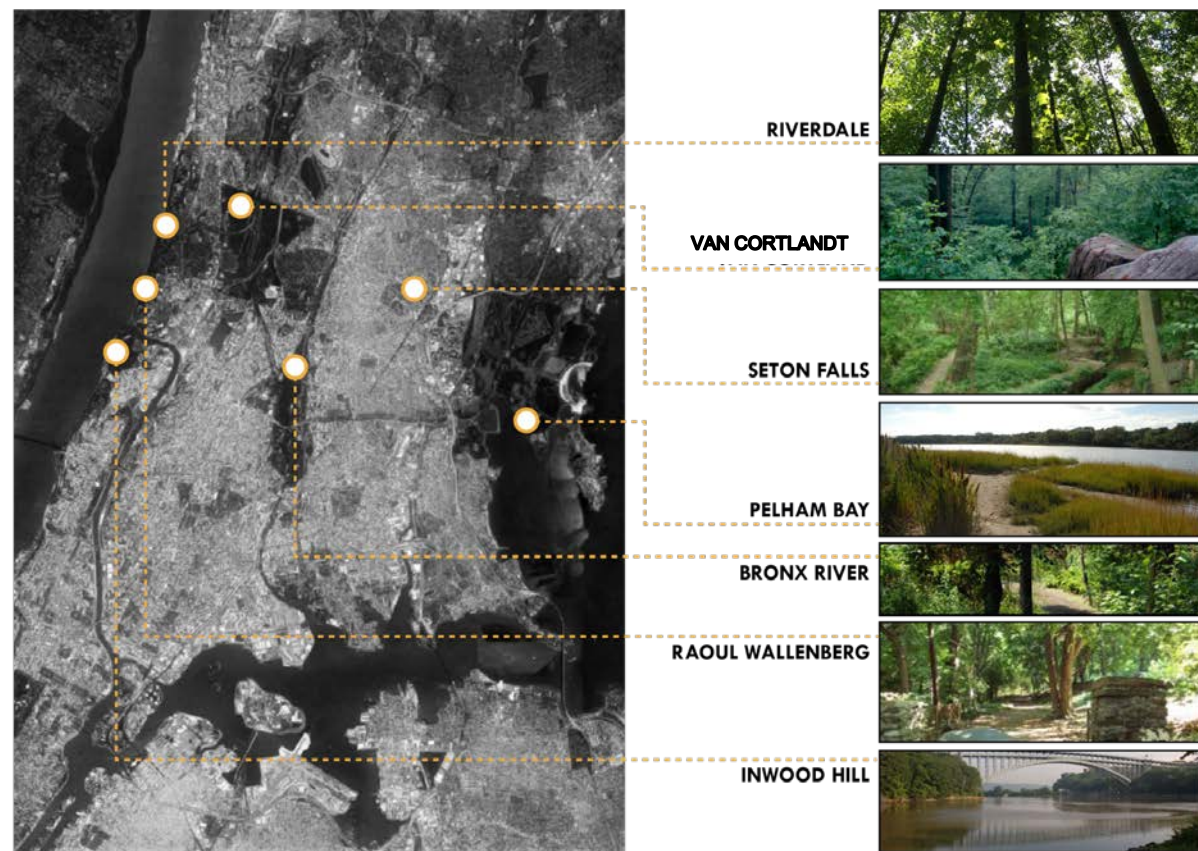 RIVERDALE
VAN CORTLANDT
SETON FALLS
PELHAM BAY
BRONX RIVER
RAOUL WALLENBERG
INWOOD HILL